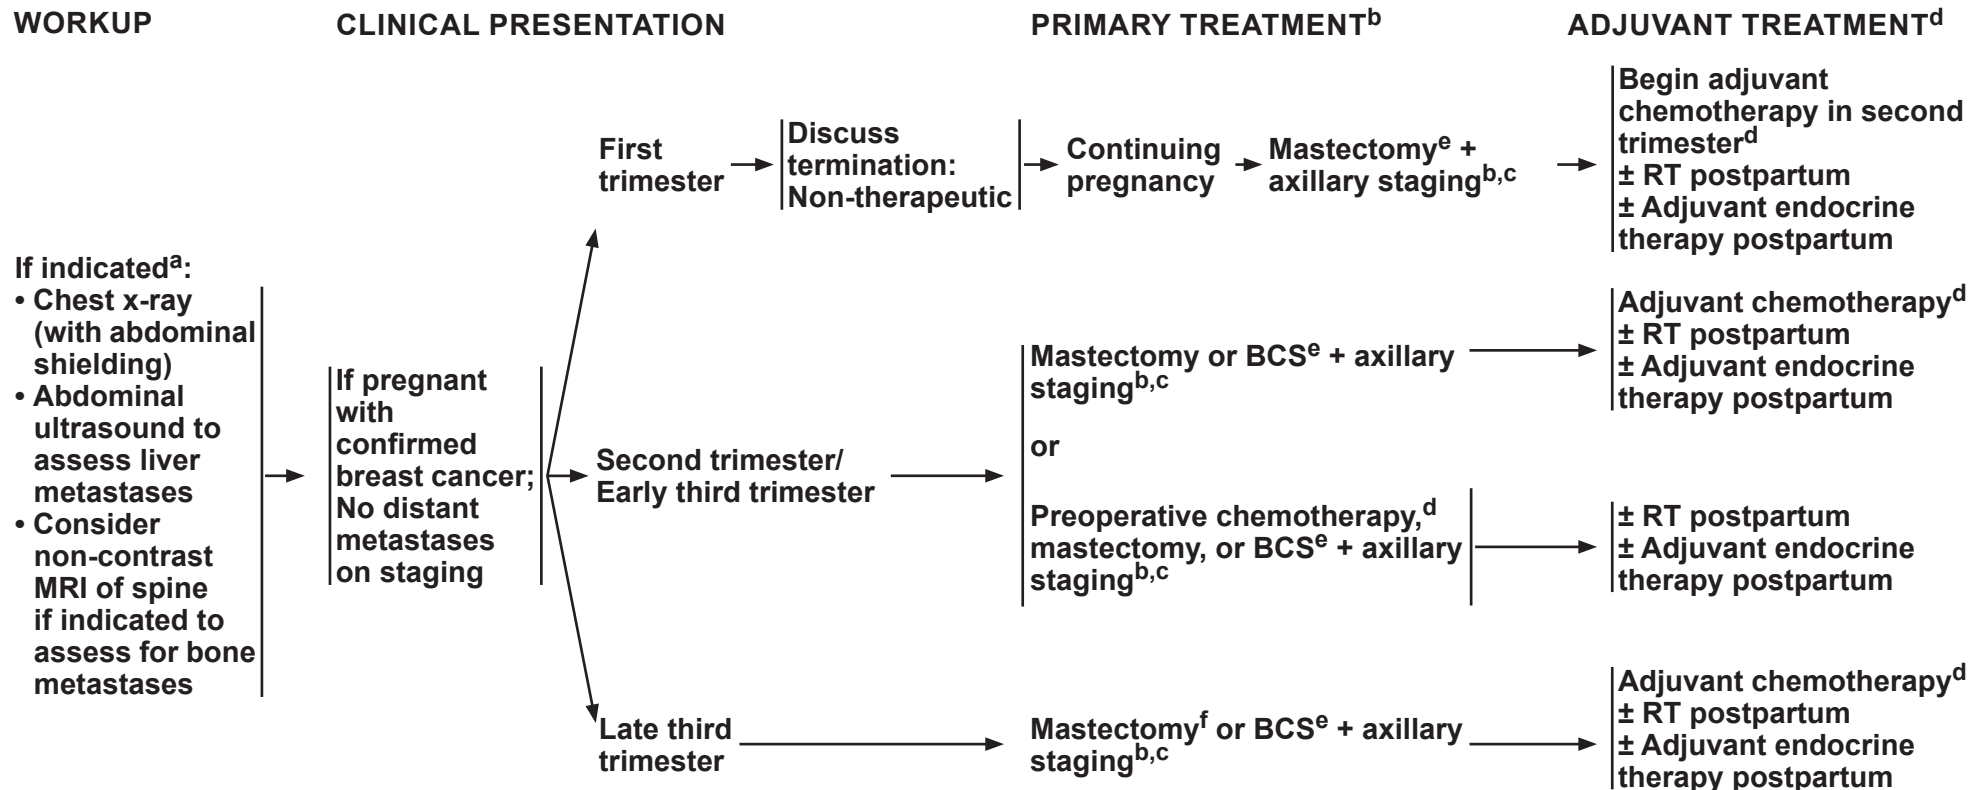 WORKUP
CLINICAL PRESENTATION
PRIMARY TREATMENTb
ADJUVANT TREATMENTd
If indicateda:
• Chest x-ray
(with abdominal
shielding)
• Abdominal
ultrasound to
assess liver
metastases
• Consider
non-contrast
MRI of spine
if indicated to
assess for bone
metastases
If pregnant
with
confirmed
breast cancer;
No distant
metastases
on staging
First
trimester
Discuss
termination:
Non-therapeutic
Continuing
pregnancy
Mastectomye +
axillary stagingb,c
Begin adjuvant
chemotherapy in second
trimesterd
± RT postpartum
± Adjuvant endocrine
therapy postpartum
Second trimester/
Early third trimester
Mastectomy or BCSe + axillary
stagingb,c
Adjuvant chemotherapyd
± RT postpartum
± Adjuvant endocrine
therapy postpartum
or
Preoperative chemotherapy,d
mastectomy, or BCSe + axillary
stagingb,c
± RT postpartum
± Adjuvant endocrine
therapy postpartum
Late third
trimester
Mastectomyf or BCSe + axillary
stagingb,c
Adjuvant chemotherapyd
± RT postpartum
± Adjuvant endocrine
therapy postpartum